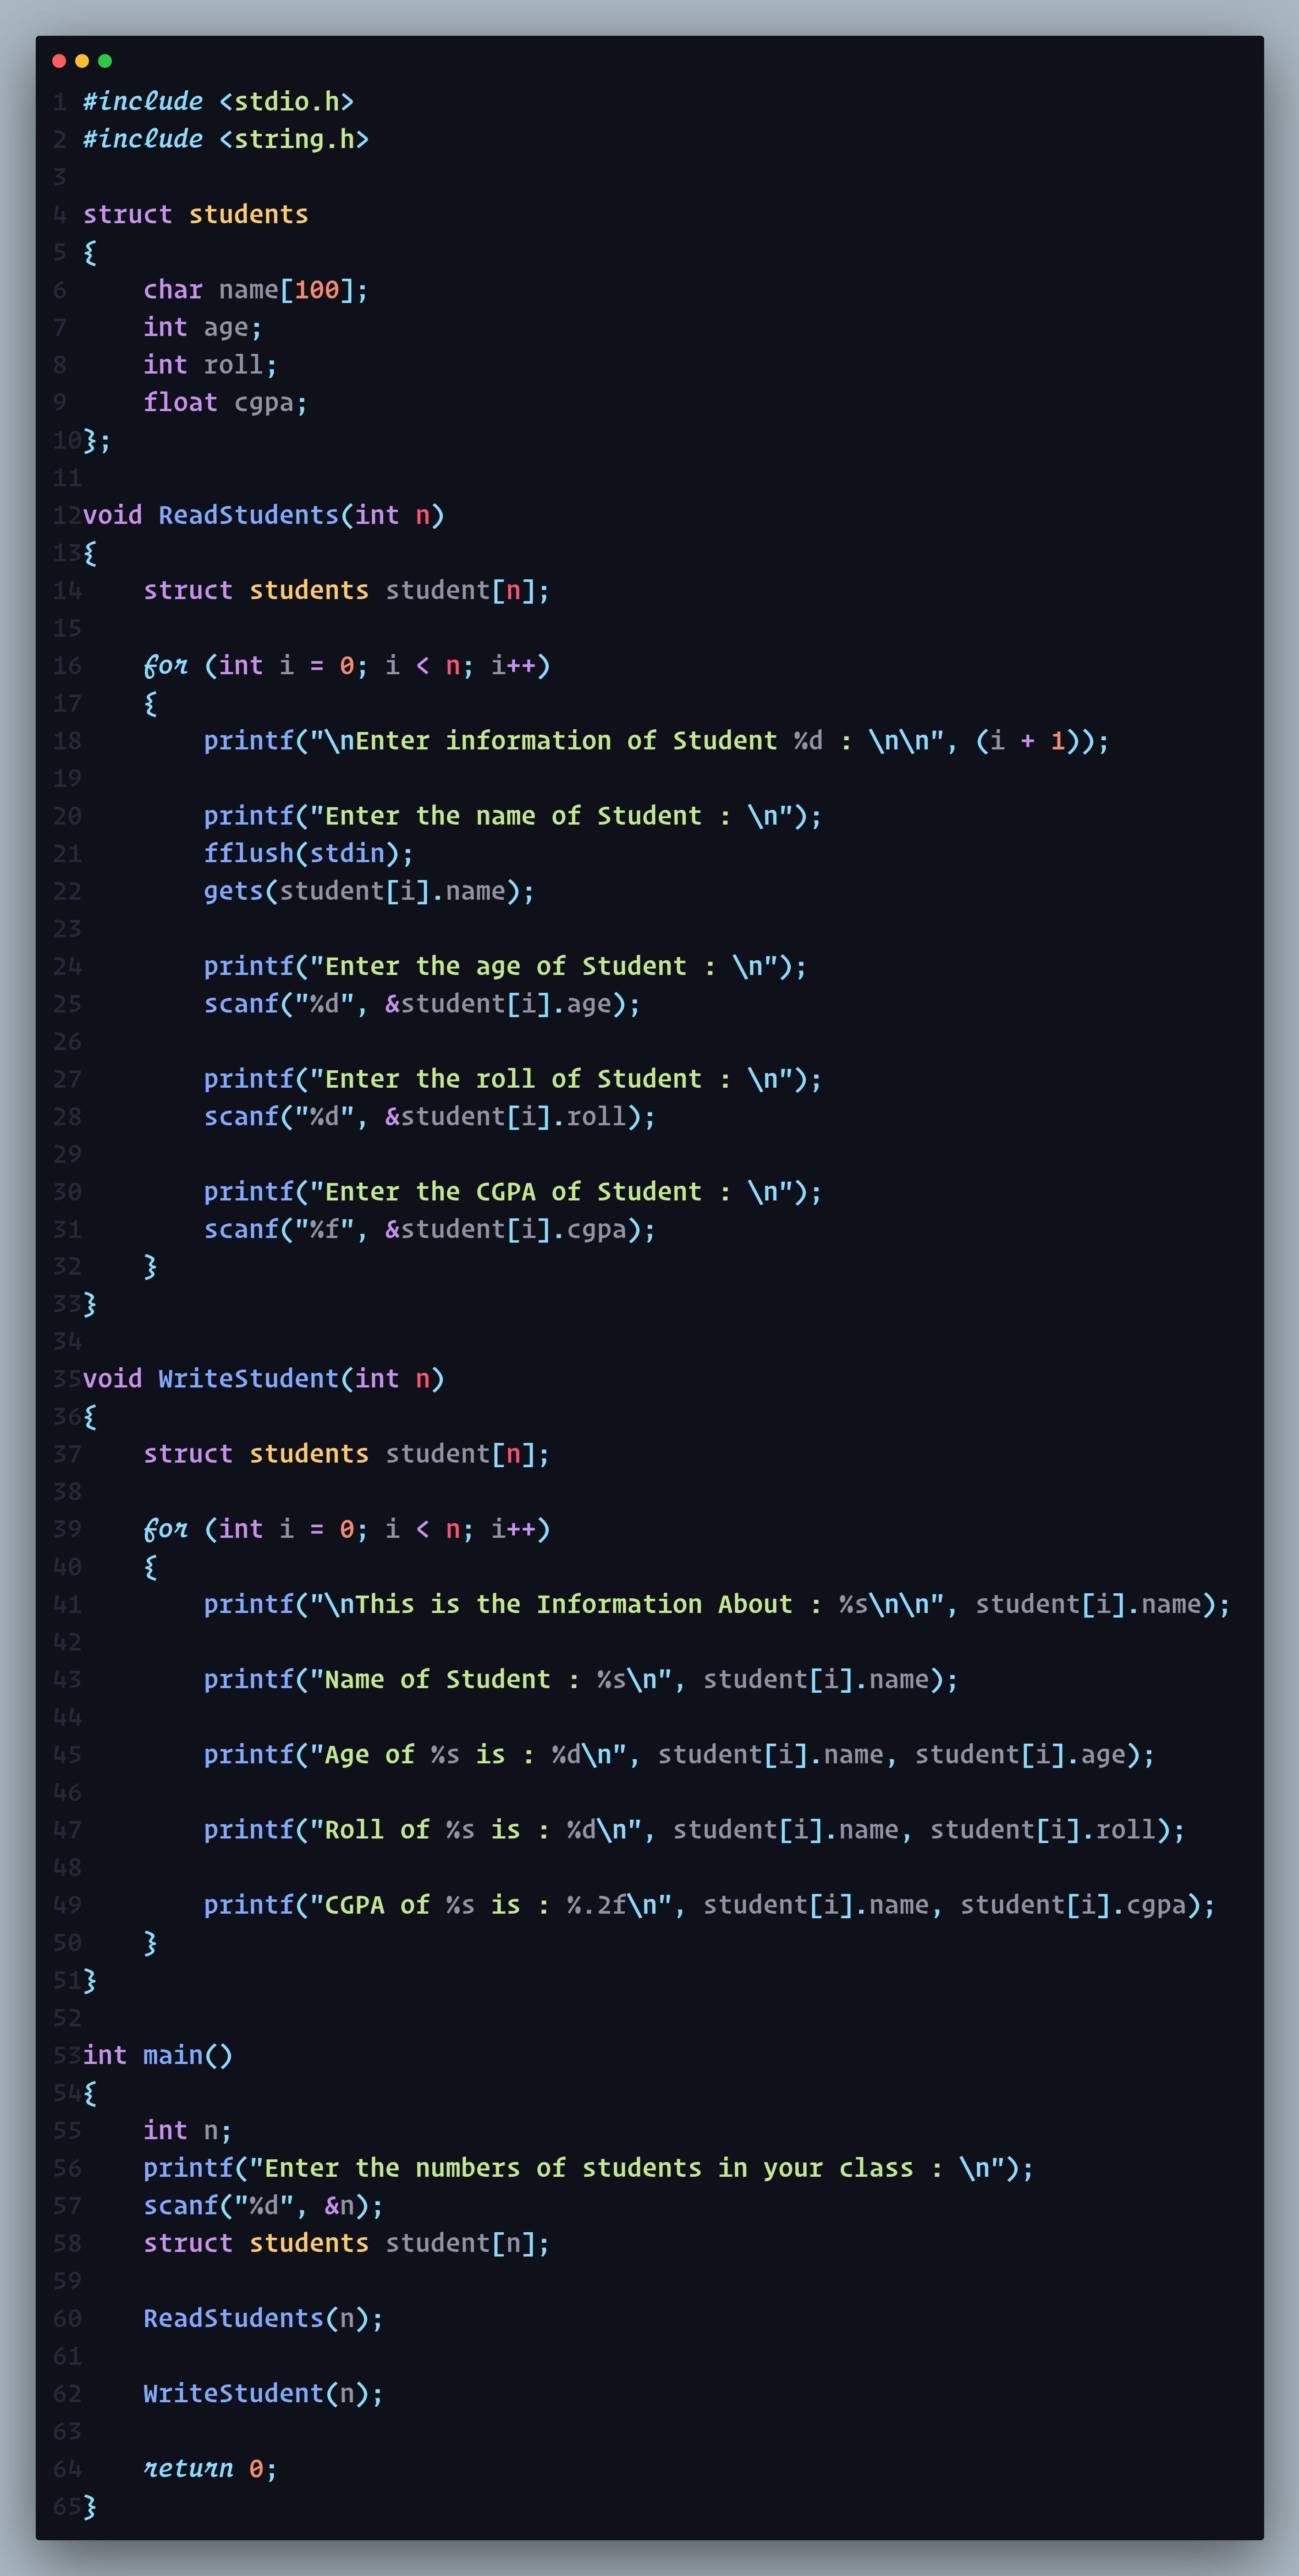 1 #include <stdio.h>
2 #include <string.h>
3
4 struct students
5 {
6     char name[100];
7     int age;
8     int roll;
9     float cgpa;
10 };
11
12 void ReadStudents(int n)
13 {
14     struct students student[n];
15
16     for (int i = 0; i < n; i++)
17     {
18         printf("\nEnter information of Student %d : \n\n", (i + 1));
19
20         printf("Enter the name of Student : \n");
21         fflush(stdin);
22         gets(student[i].name);
23
24         printf("Enter the age of Student : \n");
25         scanf("%d", &student[i].age);
26
27         printf("Enter the roll of Student : \n");
28         scanf("%d", &student[i].roll);
29
30         printf("Enter the CGPA of Student : \n");
31         scanf("%f", &student[i].cgpa);
32     }
33 }
34
35 void WriteStudent(int n)
36 {
37     struct students student[n];
38
39     for (int i = 0; i < n; i++)
40     {
41         printf("\nThis is the Information About : %s\n\n", student[i].name);
42
43         printf("Name of Student : %s\n", student[i].name);
44
45         printf("Age of %s is : %d\n", student[i].name, student[i].age);
46
47         printf("Roll of %s is : %d\n", student[i].name, student[i].roll);
48
49         printf("CGPA of %s is : %.2f\n", student[i].name, student[i].cgpa);
50     }
51 }
52
53 int main()
54 {
55     int n;
56     printf("Enter the numbers of students in your class : \n");
57     scanf("%d", &n);
58     struct students student[n];
59
60     ReadStudents(n);
61
62     WriteStudent(n);
63
64     return 0;
65 }